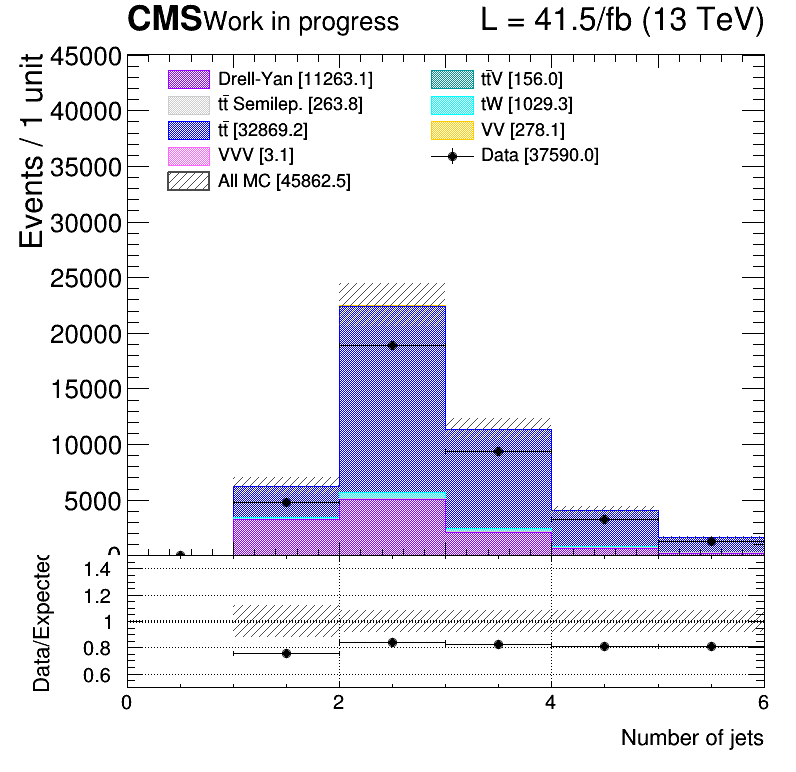 CMS Work in progress L = 41.5/fb (13 TeV)
Events / 1 unit
45000
40000
35000
30000
25000
20000
15000
10000
5000
0
Drell-Yan [11263.1]
tt̄ Semilep. [263.8]
tt̄ [32869.2]
VVV [3.1]
All MC [45862.5]
tt̄V [156.0]
tW [1029.3]
VV [278.1]
Data [37590.0]
Data/Expected
1.4
1.2
1
0.8
0.6
0 2 4 6
Number of jets